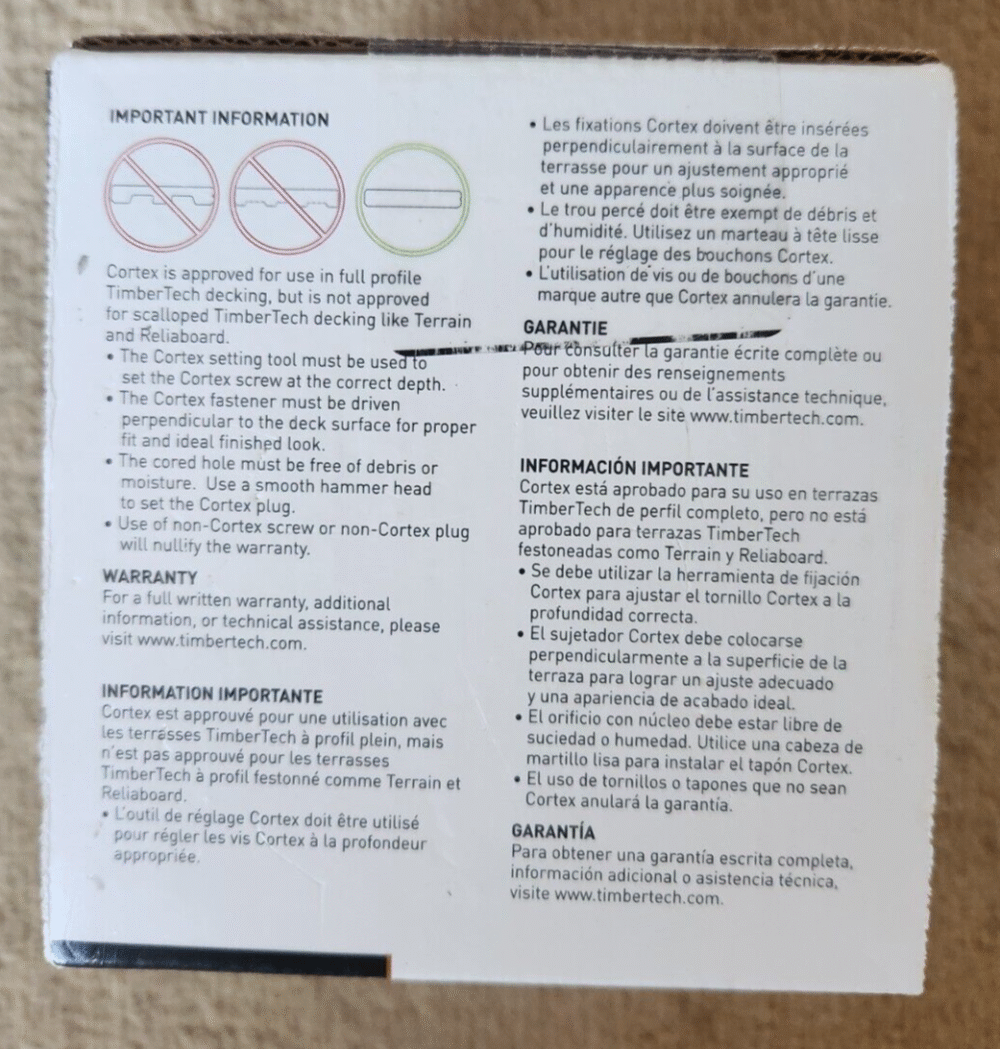 IMPORTANT INFORMATION
Cortex is approved for use in full profile
TimberTech decking, but is not approved
for scalloped TimberTech decking like Terrain
and Reliaboard.
• The Cortex setting tool must be used to
set the Cortex screw at the correct depth.
• The Cortex fastener must be driven
perpendicular to the deck surface for proper
fit and ideal finished look.
• The cored hole must be free of debris or
moisture. Use a smooth hammer head
to set the Cortex plug.
• Use of non-Cortex screw or non-Cortex plug
will nullify the warranty.
WARRANTY
For a full written warranty, additional
information, or technical assistance, please
visit www.timbertech.com.
INFORMATION IMPORTANTE
Cortex est approuvé pour une utilisation avec
les terrasses TimberTech à profil plein, mais
n'est pas approuvé pour les terrasses
TimberTech à profil festonné comme Terrain et
Reliaboard.
• L'outil de réglage Cortex doit être utilisé
pour régler les vis Cortex à la profondeur
appropriée.
• Les fixations Cortex doivent être insérées
perpendiculairement à la surface de la
terrasse pour un ajustement approprié
et une apparence plus soignée.
• Le trou percé doit être exempt de débris et
d'humidité. Utilisez un marteau à tête lisse
pour le réglage des bouchons Cortex.
• L'utilisation de vis ou de bouchons d'une
marque autre que Cortex annulera la garantie.
GARANTIE
Pour consulter la garantie écrite complète ou
pour obtenir des renseignements
supplémentaires ou de l'assistance technique,
veuillez visiter le site www.timbertech.com.
INFORMACIÓN IMPORTANTE
Cortex está aprobado para su uso en terrazas
TimberTech de perfil completo, pero no está
aprobado para terrazas TimberTech
festoneadas como Terrain y Reliaboard.
• Se debe utilizar la herramienta de fijación
Cortex para ajustar el tornillo Cortex a la
profundidad correcta.
• El sujetador Cortex debe colocarse
perpendicularmente a la superficie de la
terraza para lograr un ajuste adecuado
y una apariencia de acabado ideal.
• El orificio con núcleo debe estar libre de
suciedad o humedad. Utilice una cabeza de
martillo lisa para instalar el tapón Cortex.
• El uso de tornillos o tapones que no sean
Cortex anulará la garantía.
GARANTÍA
Para obtener una garantía escrita completa,
información adicional o asistencia técnica,
visite www.timbertech.com.